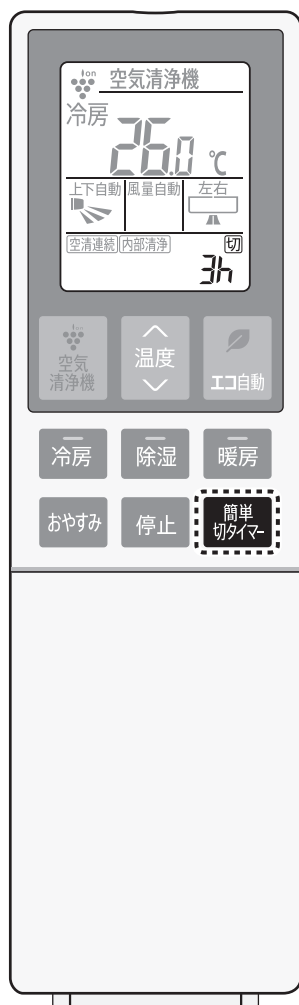 ion
空気清浄機
冷房
26.0 ℃
上下自動 風量自動 左右
空清連続 内部清浄 切
3h
ion
空気
清浄機
温度
エコ自動
冷房 除湿 暖房
おやすみ 停止 簡単
切タイマー